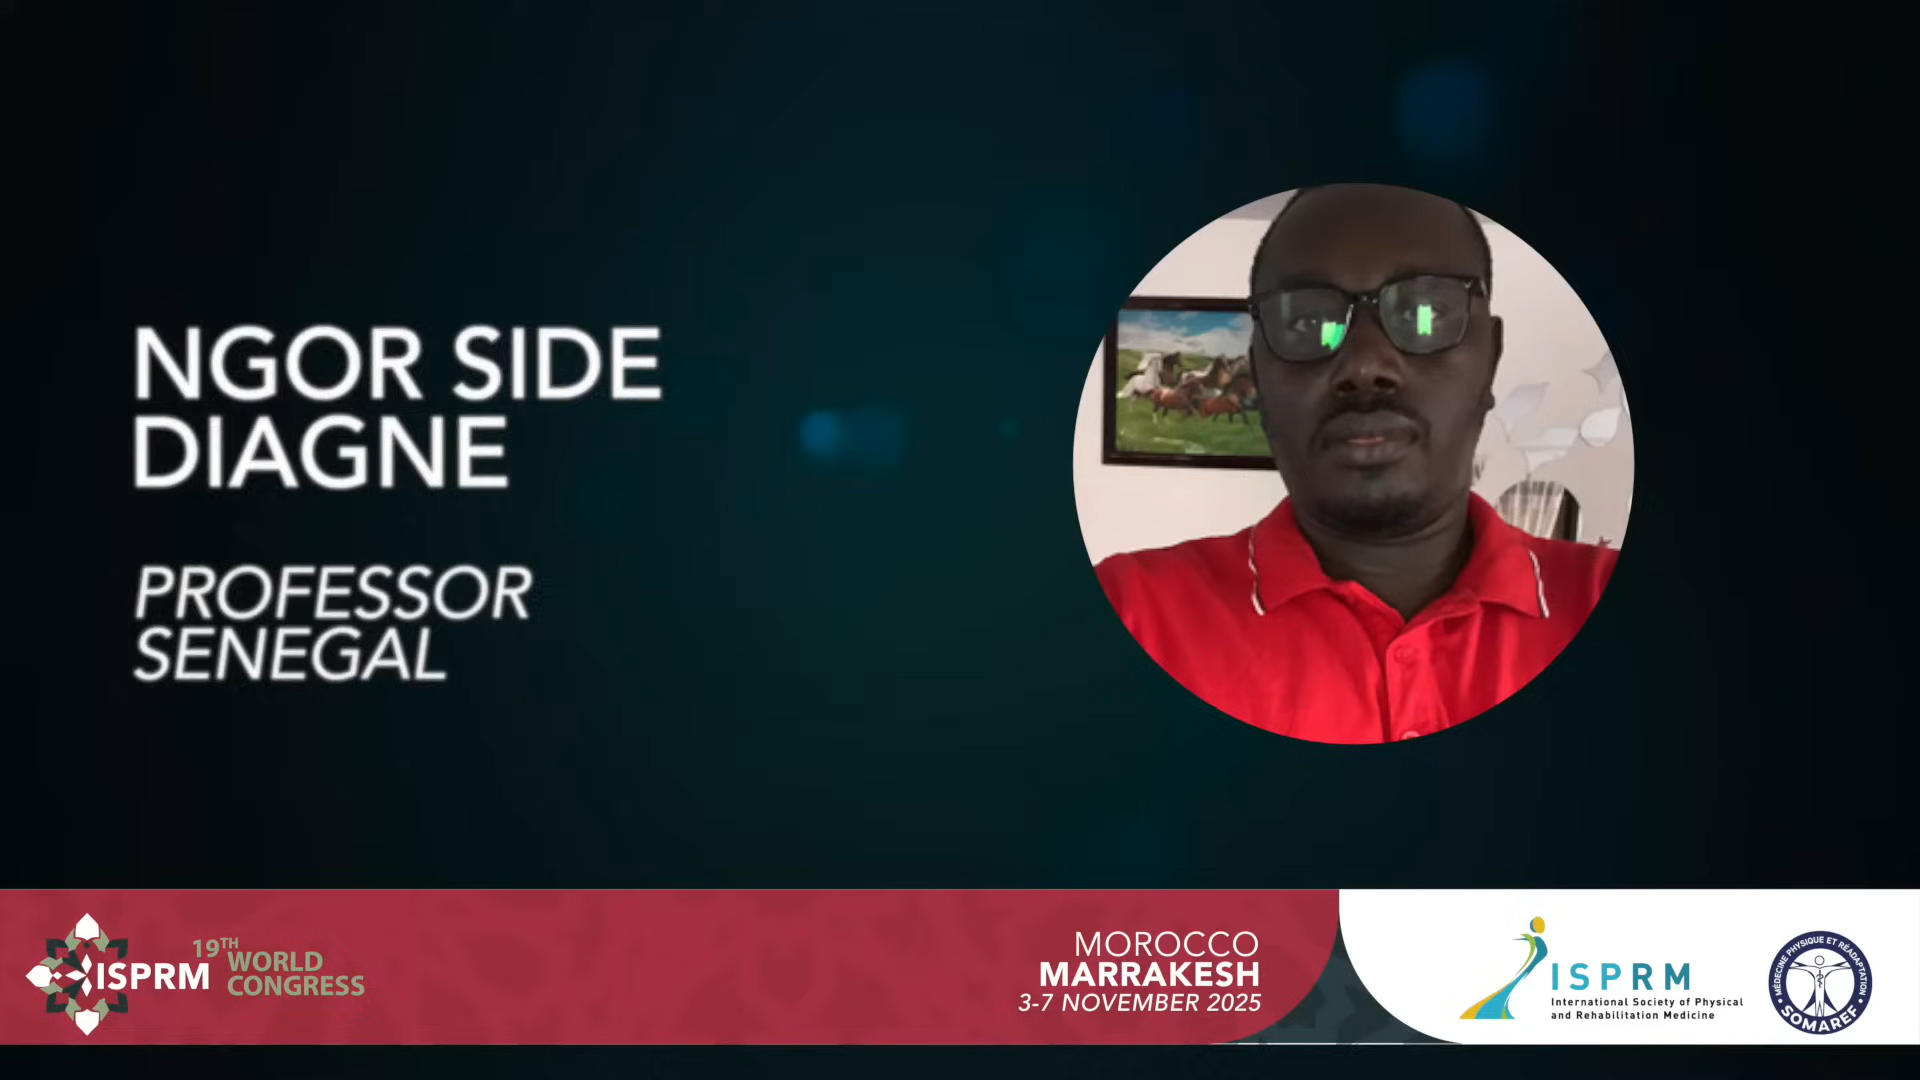 NGOR SIDE
DIAGNE
PROFESSOR
SENEGAL
ISPRM
19TH
WORLD
CONGRESS
MOROCCO
MARRAKESH
3-7 NOVEMBER 2025
ISPRM
International Society of Physical
and Rehabilitation Medicine
MÉDECINE PHYSIQUE ET RÉADAPTATION
SOMAREF